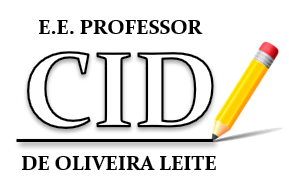 E.E. PROFESSOR
CID
DE OLIVEIRA LEITE